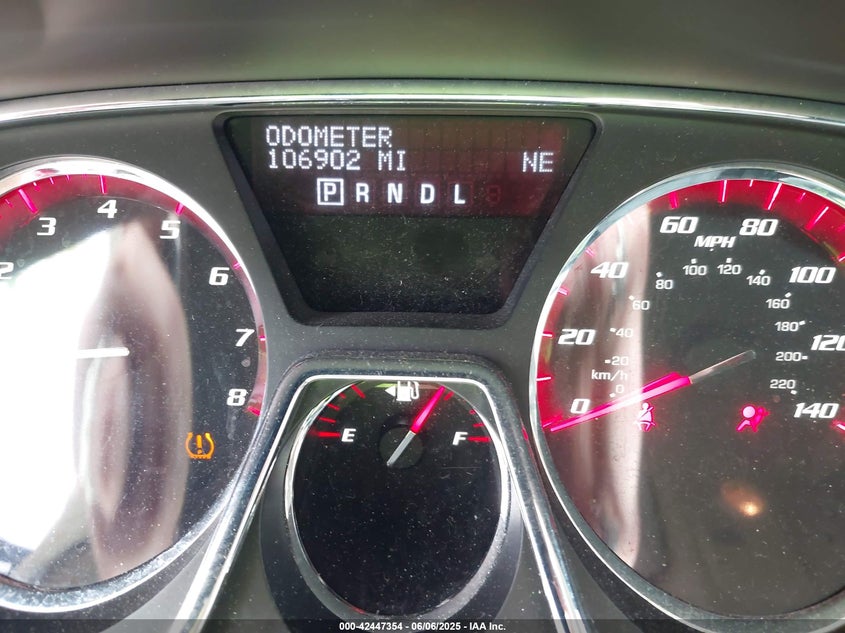 ODOMETER
106902 MI NE
P R N D L
2 3 4 5 6 7 8
E F
0 20 40 60 80 100 120 140
MPH
km/h
0 20 40 60 80 100 120 140 160 180 200 220
000-42447354 - 06/06/2025 - IAA Inc.